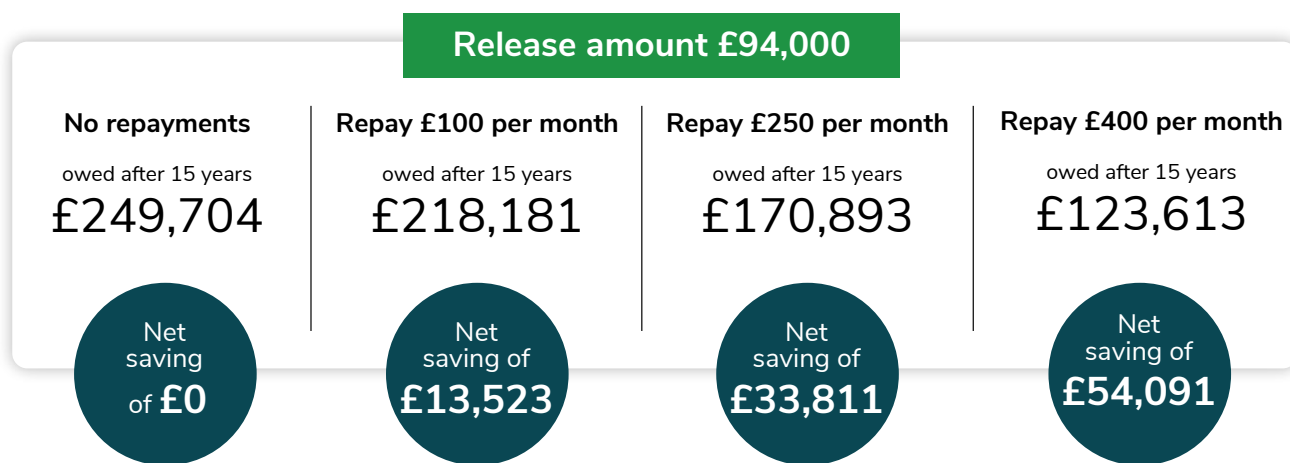 Release amount £94,000
No repayments
owed after 15 years
£249,704
Net
saving
of £0
Repay £100 per month
owed after 15 years
£218,181
Net
saving of
£13,523
Repay £250 per month
owed after 15 years
£170,893
Net
saving of
£33,811
Repay £400 per month
owed after 15 years
£123,613
Net
saving of
£54,091